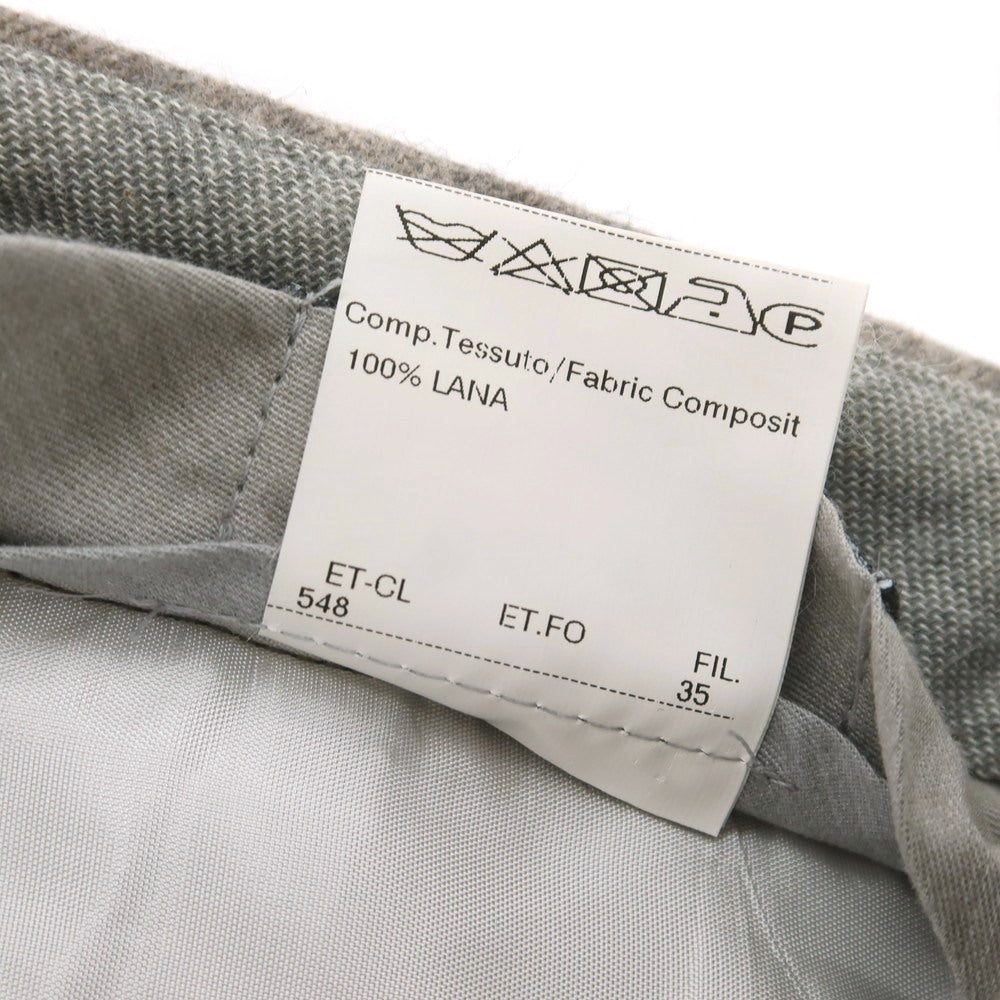 P
Comp.Tessuto/Fabric Composit
100% LANA
ET-CL
548
ET.FO
FIL.
35